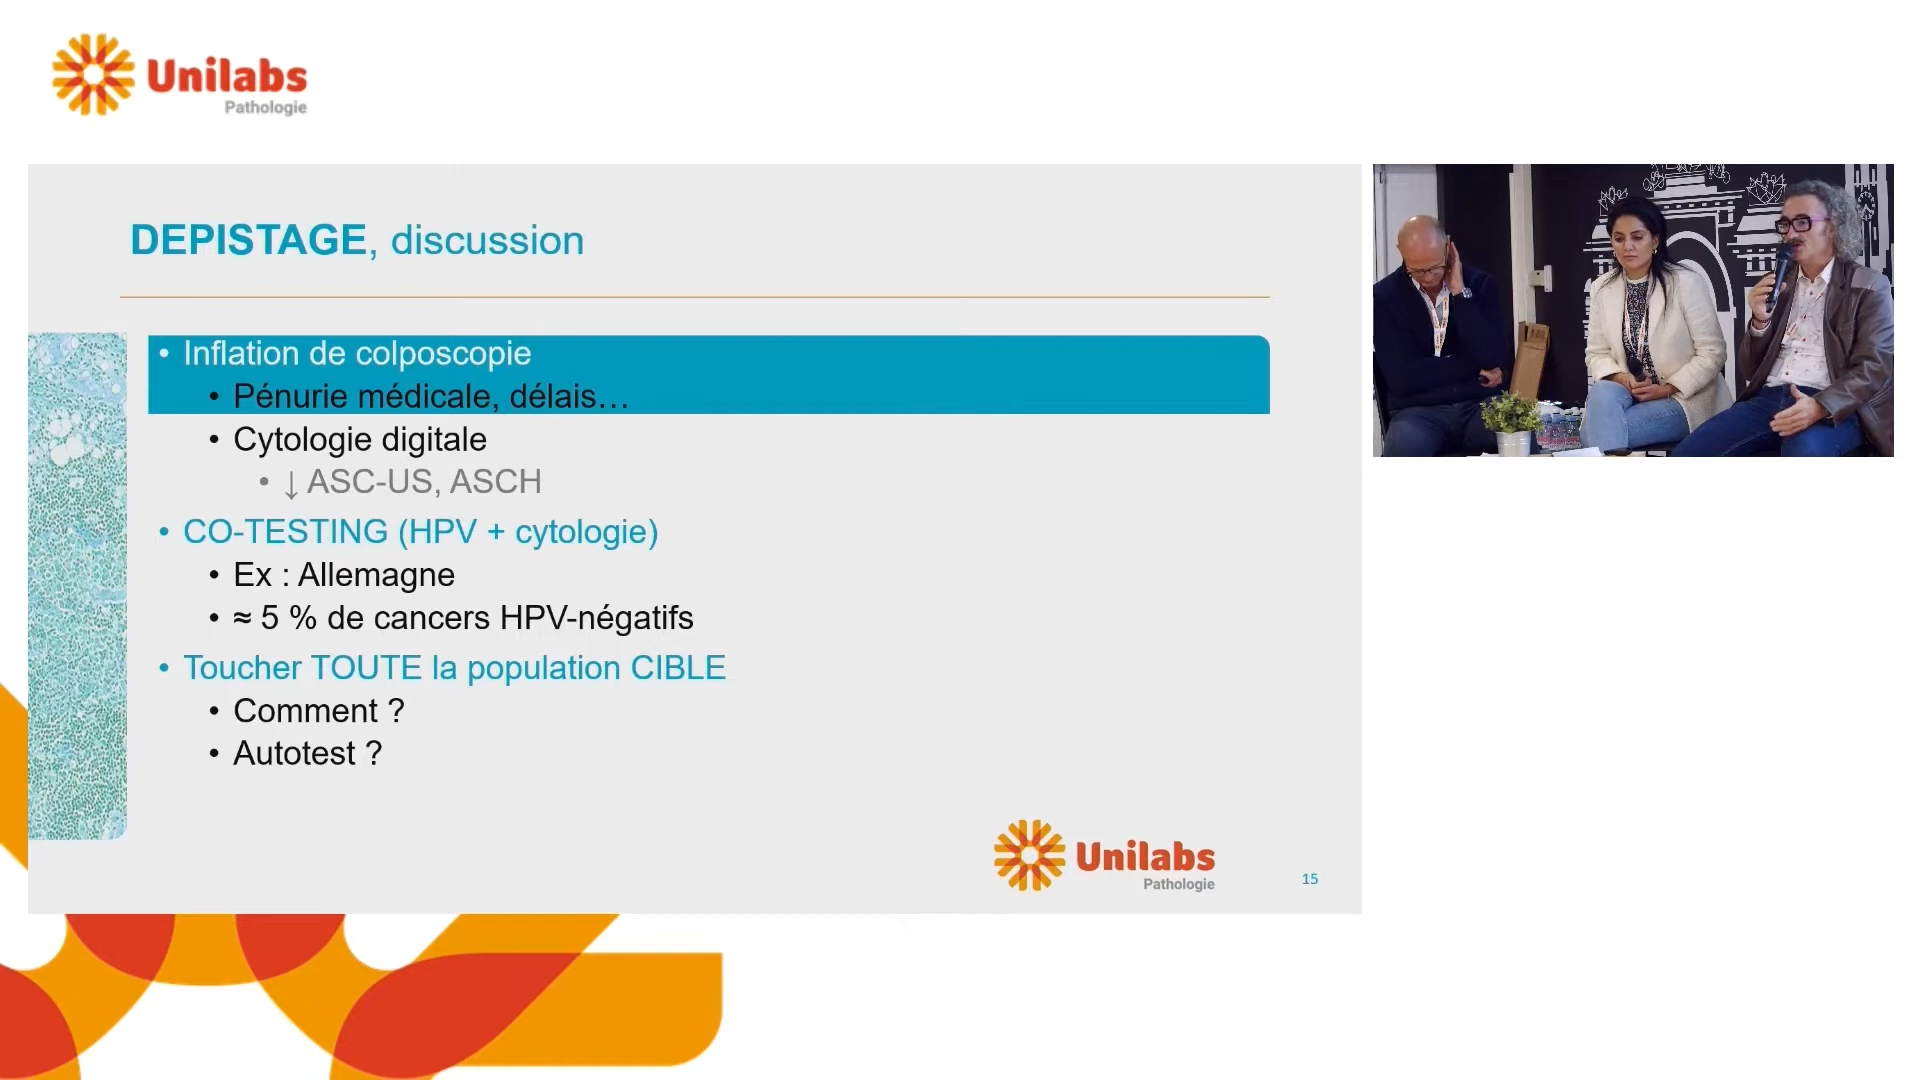 Unilabs
Pathologie
DEPISTAGE, discussion
• Inflation de colposcopie
• Pénurie médicale, délais…
• Cytologie digitale
• ↓ ASC-US, ASCH
• CO-TESTING (HPV + cytologie)
• Ex : Allemagne
• ≈ 5 % de cancers HPV-négatifs
• Toucher TOUTE la population CIBLE
• Comment ?
• Autotest ?
Unilabs
Pathologie
15